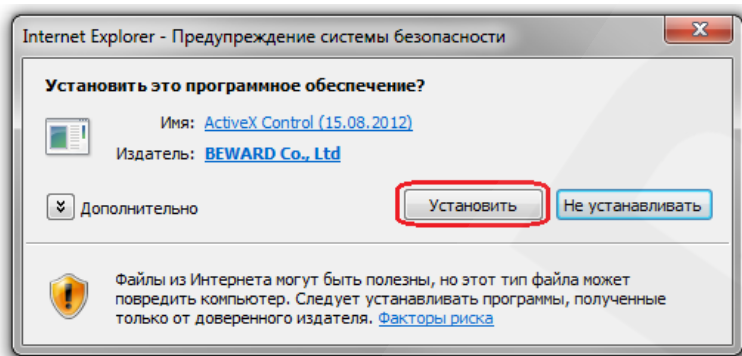 Internet Explorer - Предупреждение системы безопасности
Установить это программное обеспечение?
Имя: ActiveX Control (15.08.2012)
Издатель: BEWARD Co., Ltd
Дополнительно
Установить
Не устанавливать
Файлы из Интернета могут быть полезны, но этот тип файла может
повредить компьютер. Следует устанавливать программы, полученные
только от доверенного издателя. Факторы риска